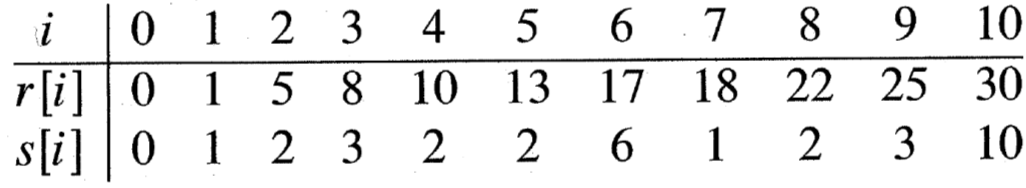 i 0 1 2 3 4 5 6 7 8 9 10
r[i] 0 1 5 8 10 13 17 18 22 25 30
s[i] 0 1 2 3 2 2 6 1 2 3 10